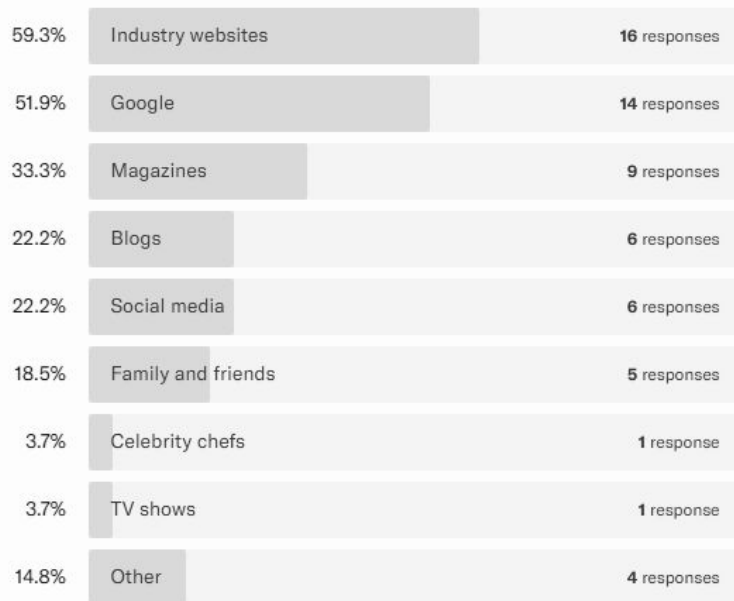 59.3% Industry websites 16 responses
51.9% Google 14 responses
33.3% Magazines 9 responses
22.2% Blogs 6 responses
22.2% Social media 6 responses
18.5% Family and friends 5 responses
3.7% Celebrity chefs 1 response
3.7% TV shows 1 response
14.8% Other 4 responses